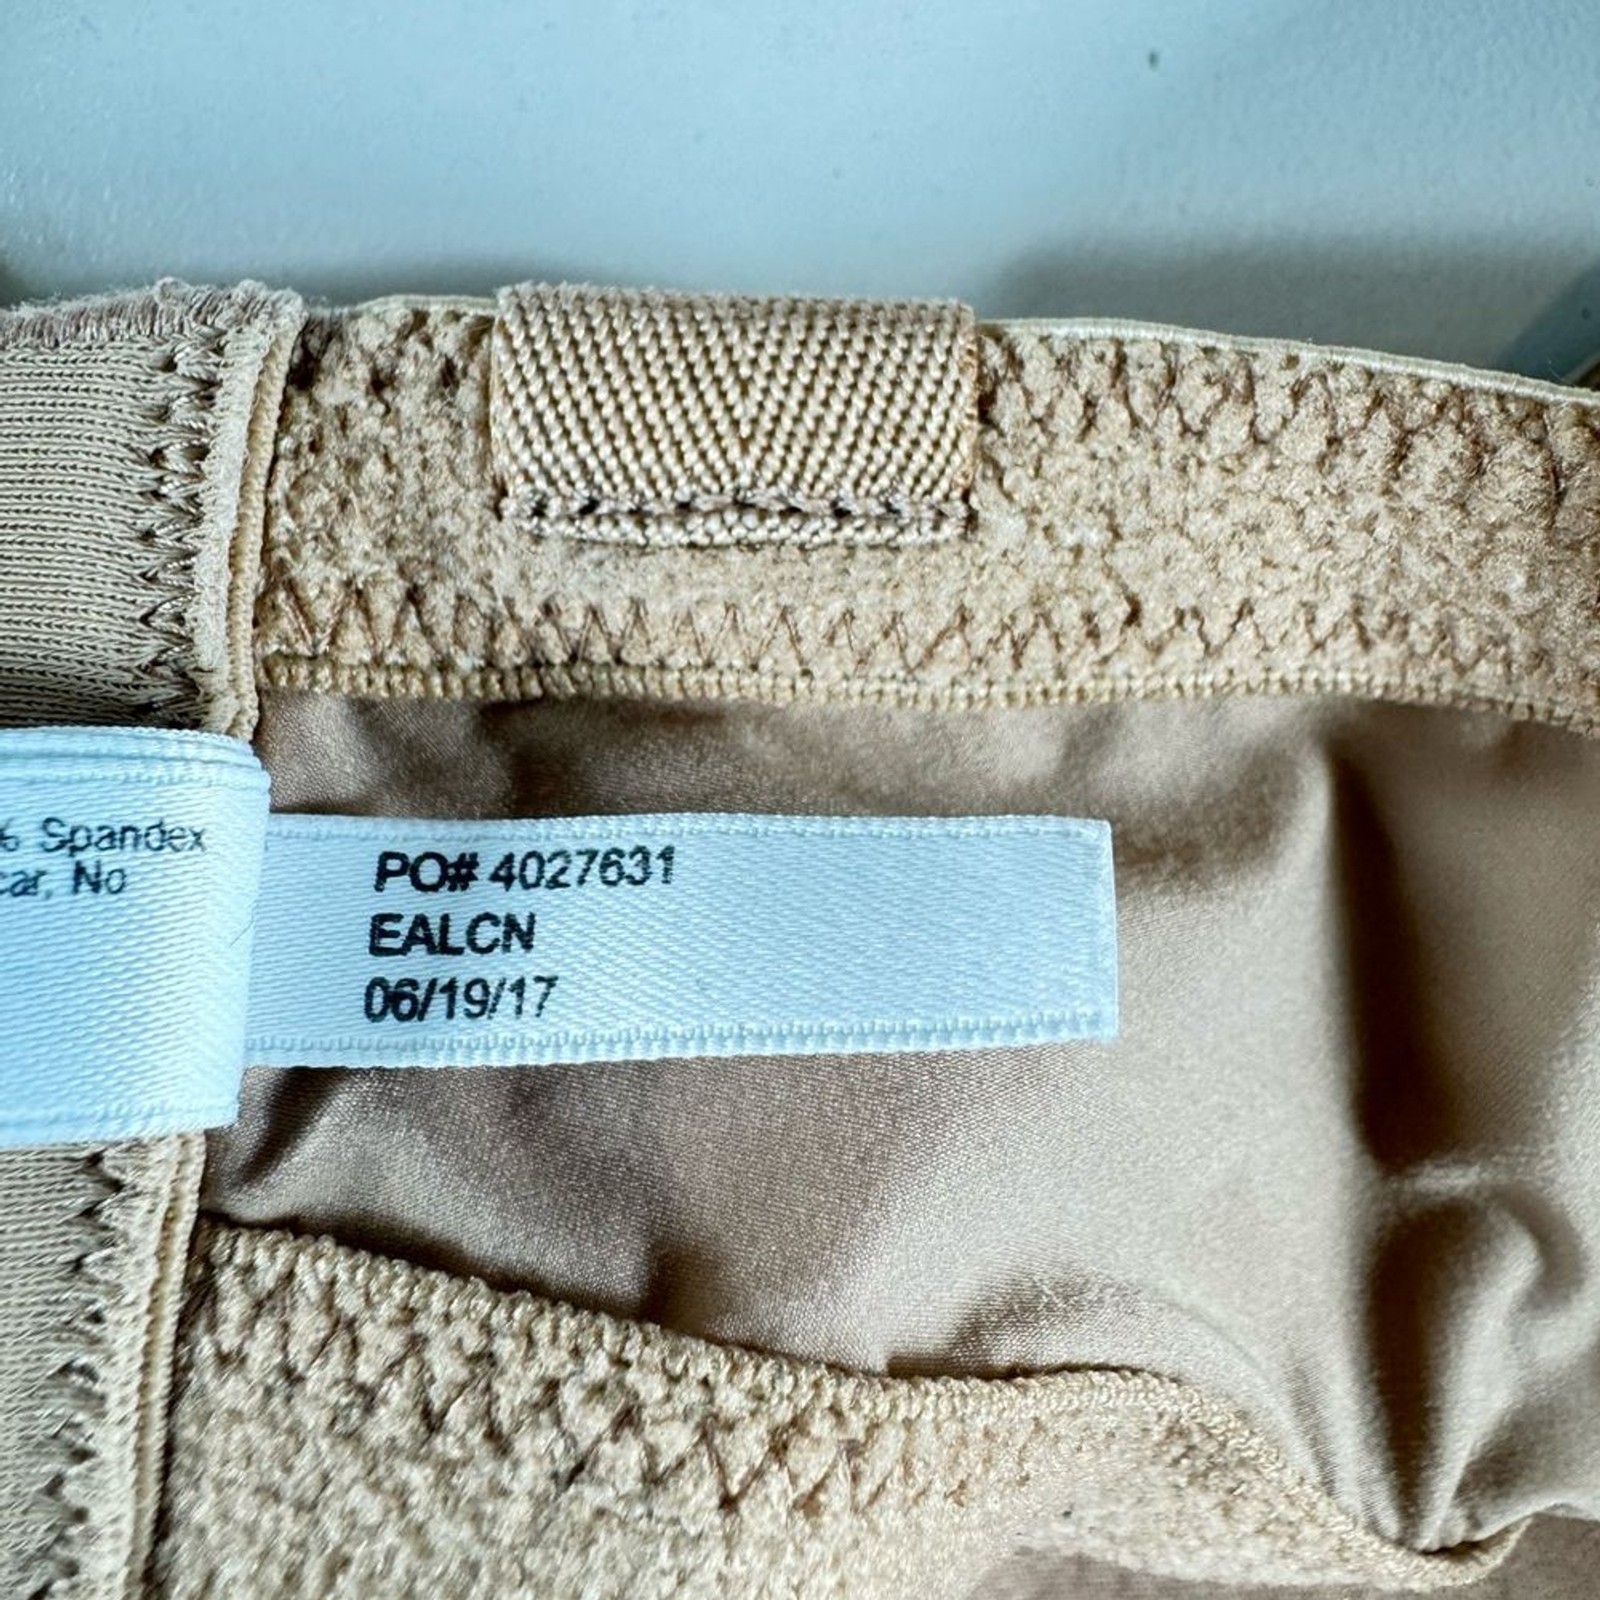 % Spandex
car, No
PO# 4027631
EALCN
06/19/17